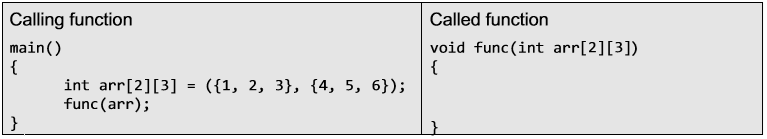 Calling function
main()
{
int arr[2][3] = ({1, 2, 3}, {4, 5, 6});
func(arr);
}
Called function
void func(int arr[2][3])
{
}